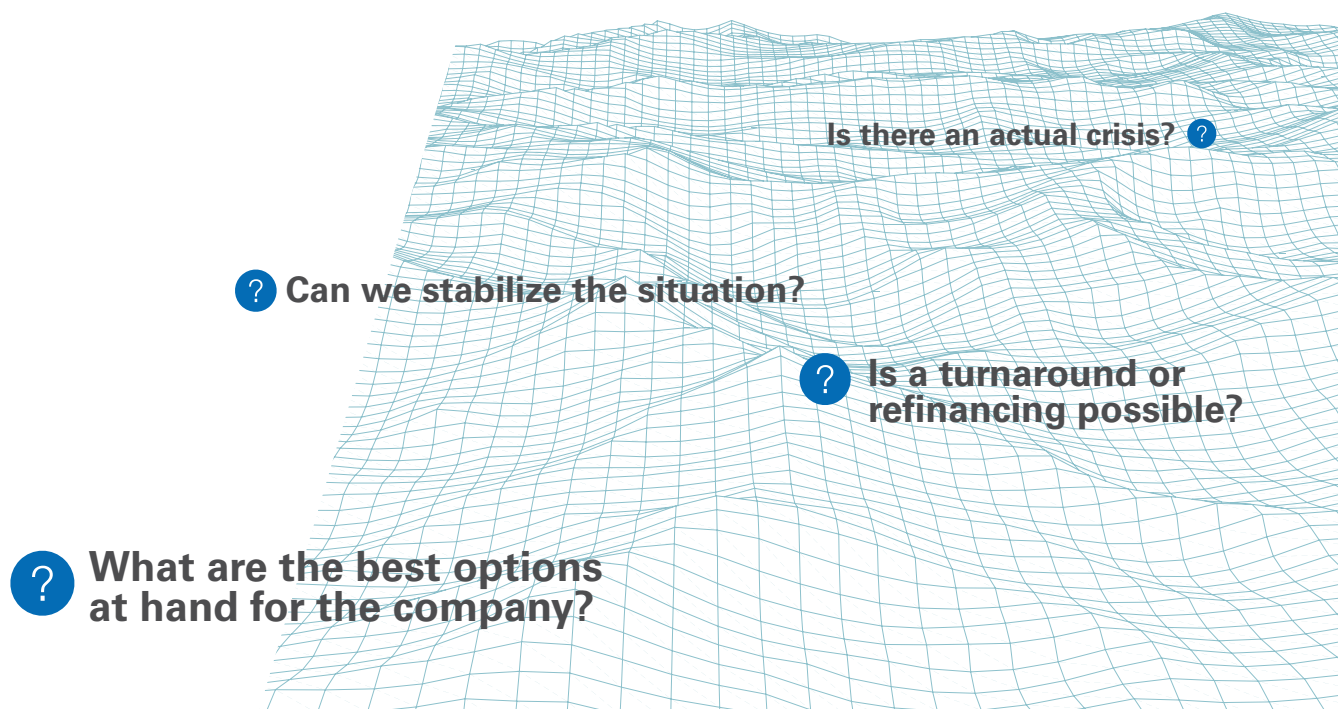 Is there an actual crisis? ?
? Can we stabilize the situation?
? Is a turnaround or
refinancing possible?
? What are the best options
at hand for the company?